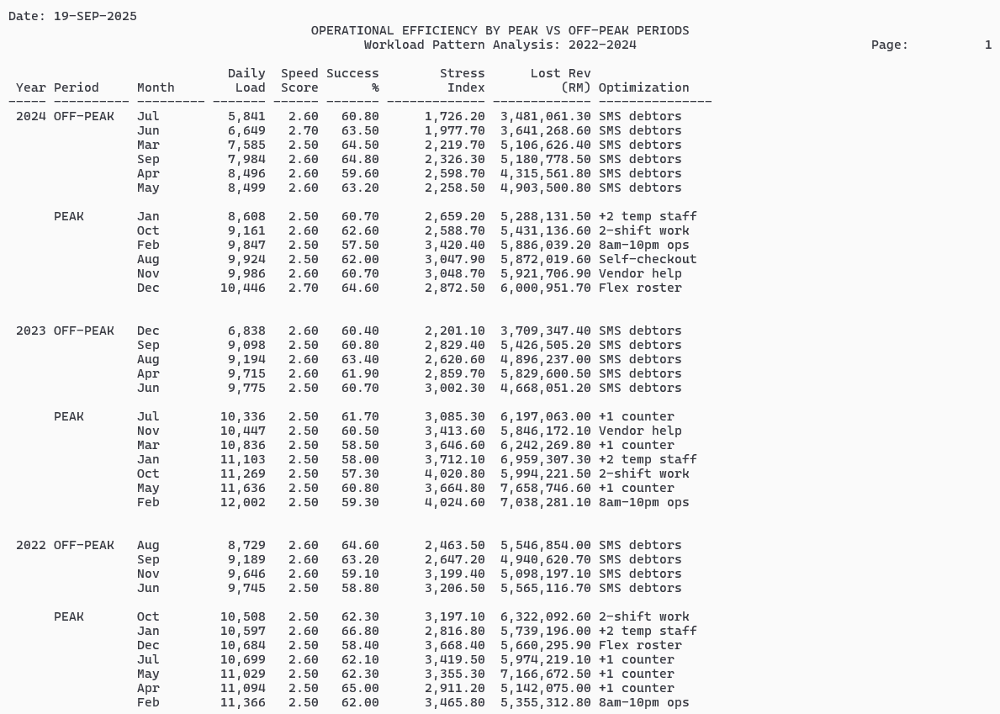 Date: 19-SEP-2025
OPERATIONAL EFFICIENCY BY PEAK VS OFF-PEAK PERIODS
Workload Pattern Analysis: 2022-2024 Page: 1
Daily Speed Success Stress Lost Rev
Year Period Month Load Score % Index (RM) Optimization
----- ---------- --------- ------- ------ ------- ------------- ------------- ---------------
2024 OFF-PEAK Jul 5,841 2.60 60.80 1,726.20 3,481,061.30 SMS debtors
Jun 6,649 2.70 63.50 1,977.70 3,641,268.60 SMS debtors
Mar 7,585 2.50 64.50 2,219.70 5,106,626.40 SMS debtors
Sep 7,984 2.60 64.80 2,326.30 5,180,778.50 SMS debtors
Apr 8,496 2.60 59.60 2,598.70 4,315,561.80 SMS debtors
May 8,499 2.60 63.20 2,258.50 4,903,500.80 SMS debtors
PEAK Jan 8,608 2.50 60.70 2,659.20 5,288,131.50 +2 temp staff
Oct 9,161 2.60 62.60 2,588.70 5,431,136.60 2-shift work
Feb 9,847 2.50 57.50 3,420.40 5,886,039.20 8am-10pm ops
Aug 9,924 2.50 62.00 3,047.90 5,872,019.60 Self-checkout
Nov 9,986 2.60 60.70 3,048.70 5,921,706.90 Vendor help
Dec 10,446 2.70 64.60 2,872.50 6,000,951.70 Flex roster
2023 OFF-PEAK Dec 6,838 2.60 60.40 2,201.10 3,709,347.40 SMS debtors
Sep 9,098 2.50 60.80 2,829.40 5,426,505.20 SMS debtors
Aug 9,194 2.60 63.40 2,620.60 4,896,237.00 SMS debtors
Apr 9,715 2.60 61.90 2,859.70 5,829,600.50 SMS debtors
Jun 9,775 2.50 60.70 3,002.30 4,668,051.20 SMS debtors
PEAK Jul 10,336 2.50 61.70 3,085.30 6,197,063.00 +1 counter
Nov 10,447 2.50 60.50 3,413.60 5,846,172.10 Vendor help
Mar 10,836 2.50 58.50 3,646.60 6,242,269.80 +1 counter
Jan 11,103 2.50 58.00 3,712.10 6,959,307.30 +2 temp staff
Oct 11,269 2.50 57.30 4,020.80 5,994,221.50 2-shift work
May 11,636 2.50 60.80 3,664.80 7,658,746.60 +1 counter
Feb 12,002 2.50 59.30 4,024.60 7,038,281.10 8am-10pm ops
2022 OFF-PEAK Aug 8,729 2.60 64.60 2,463.50 5,546,854.00 SMS debtors
Sep 9,189 2.60 63.20 2,647.20 4,940,620.70 SMS debtors
Nov 9,646 2.60 59.10 3,199.40 5,098,197.10 SMS debtors
Jun 9,745 2.50 58.80 3,206.50 5,565,116.70 SMS debtors
PEAK Oct 10,508 2.50 62.30 3,197.10 6,322,092.60 2-shift work
Jan 10,597 2.60 66.80 2,816.80 5,739,196.00 +2 temp staff
Dec 10,684 2.50 58.40 3,668.40 5,660,295.90 Flex roster
Jul 10,699 2.60 62.10 3,419.50 5,974,219.10 +1 counter
May 11,029 2.50 62.30 3,355.30 7,166,672.50 +1 counter
Apr 11,094 2.50 65.00 2,911.20 5,142,075.00 +1 counter
Feb 11,366 2.50 62.00 3,465.80 5,355,312.80 8am-10pm ops